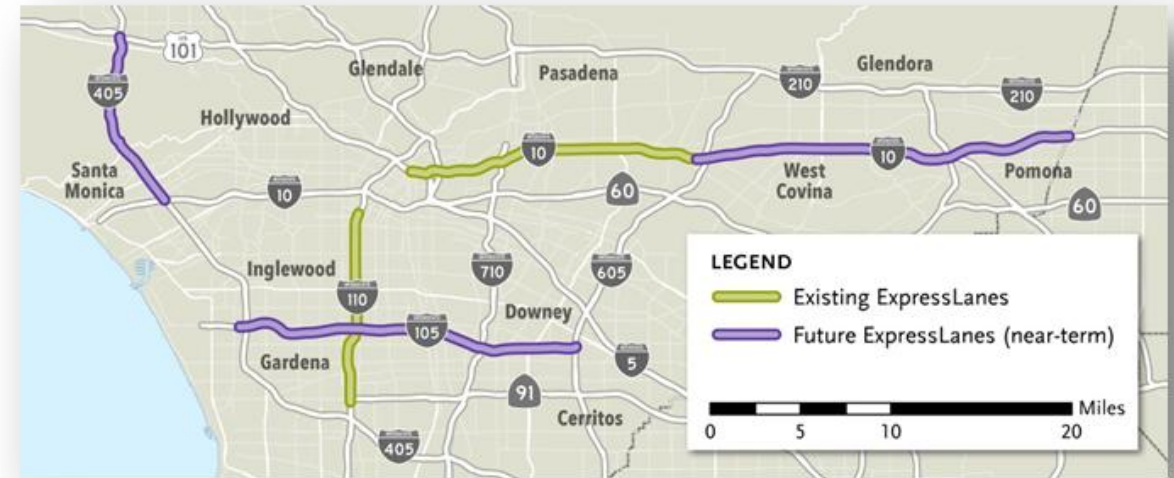 US
101
Glendale
Pasadena
Glendora
210
210
405
Hollywood
10
10
Santa
Monica
10
60
West
Covina
Pomona
60
Inglewood
710
605
110
Downey
105
Gardena
5
91
Cerritos
405
LEGEND
Existing ExpressLanes
Future ExpressLanes (near-term)
Miles
0 5 10 20